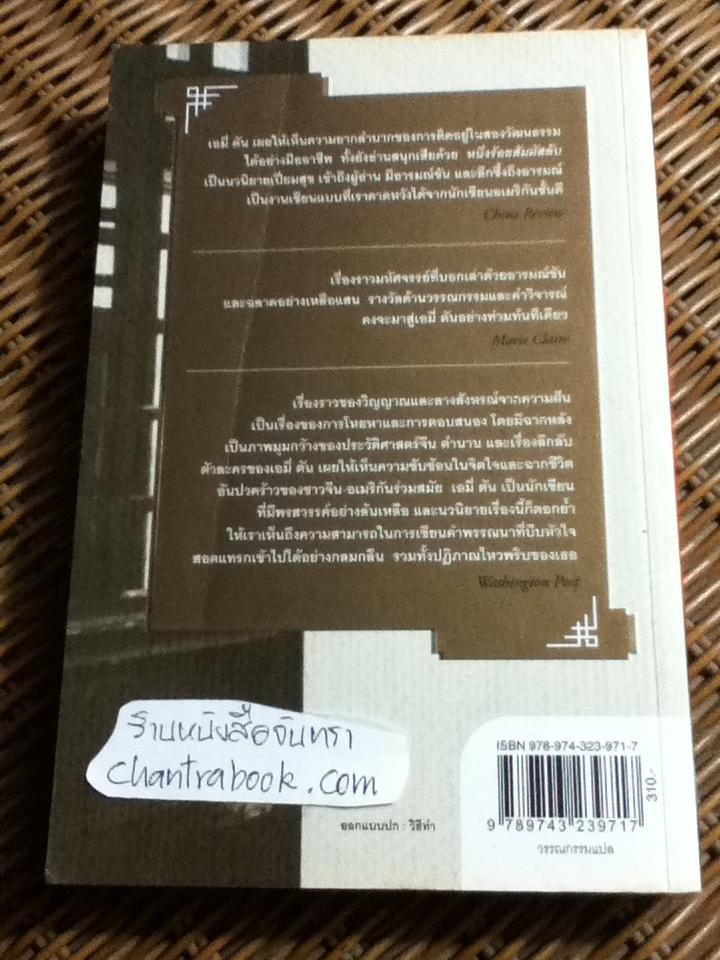 เอมี่ ตัน เผยให้เห็นความยากลำบากของการติดอยู่ในสองวัฒนธรรม
ได้อย่างมืออาชีพ ทั้งยังอ่านสนุกเสียด้วย หนึ่งร้อยสัมผัสลับ
เป็นนวนิยายเปี่ยมสุข เข้าถึงผู้อ่าน มีอารมณ์ขัน และลึกซึ้งถึงอารมณ์
เป็นงานเขียนแบบที่เราคาดหวังได้จากนักเขียนอเมริกันชั้นดี
China Review
เรื่องราวมหัศจรรย์ที่บอกเล่าด้วยอารมณ์ขัน
และฉลาดอย่างเหลือแสน รางวัลด้านวรรณกรรมและคำวิจารณ์
คงจะมาสู่เอมี่ ตันอย่างท่วมท้นทีเดียว
Marie Claire
เรื่องราวของวิญญาณและลางสังหรณ์จากความฝัน
เป็นเรื่องของการโหยหาและการตอบสนอง โดยมีฉากหลัง
เป็นภาพมุมกว้างของประวัติศาสตร์จีน ตำนาน และเรื่องลึกลับ
ตัวละครของเอมี่ ตัน เผยให้เห็นความซับซ้อนในจิตใจและฉากชีวิต
อันปวดร้าวของชาวจีน-อเมริกันร่วมสมัย เอมี่ ตัน เป็นนักเขียน
ที่มีพรสวรรค์อย่างล้นเหลือ และนวนิยายเรื่องนี้ก็ตอกย้ำ
ให้เราเห็นถึงความสามารถในการเขียนคำพรรณนาที่บีบหัวใจ
สอดแทรกเข้าไปได้อย่างกลมกลืน รวมทั้งปฏิภาณไหวพริบของเธอ
Washington Post
ร้านหนังสือจันทรา
chantrabook.com
ISBN 978-974-323-971-7
310.-
9 789743 239717
ออกแบบปก : วิธีทำ
วรรณกรรมแปล